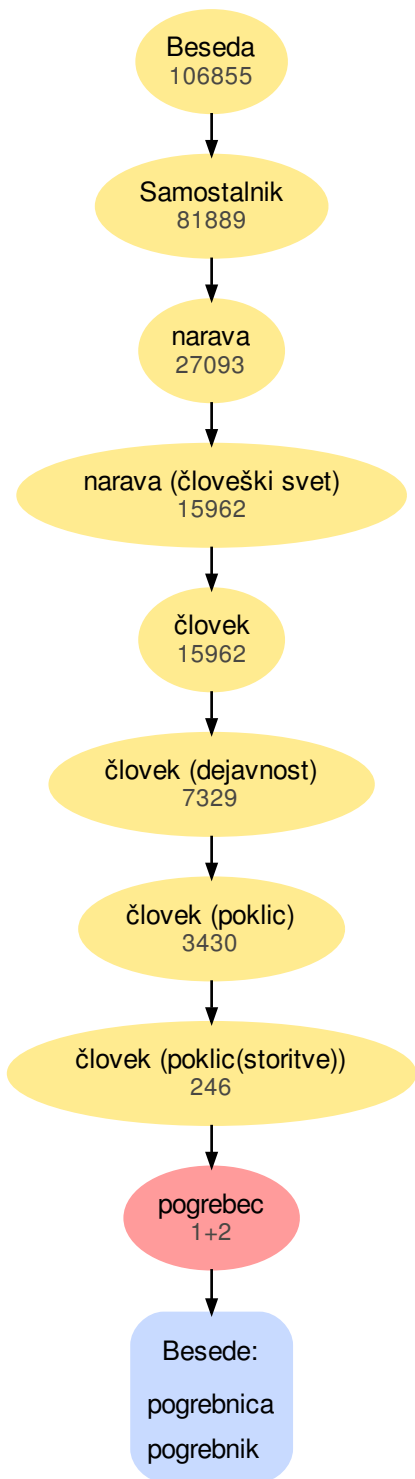 Beseda
106855
Samostalnik
81889
narava
27093
narava (človeški svet)
15962
človek
15962
človek (dejavnost)
7329
človek (poklic)
3430
človek (poklic(storitve))
246
pogrebec
1+2
Besede:
pogrebnica
pogrebnik